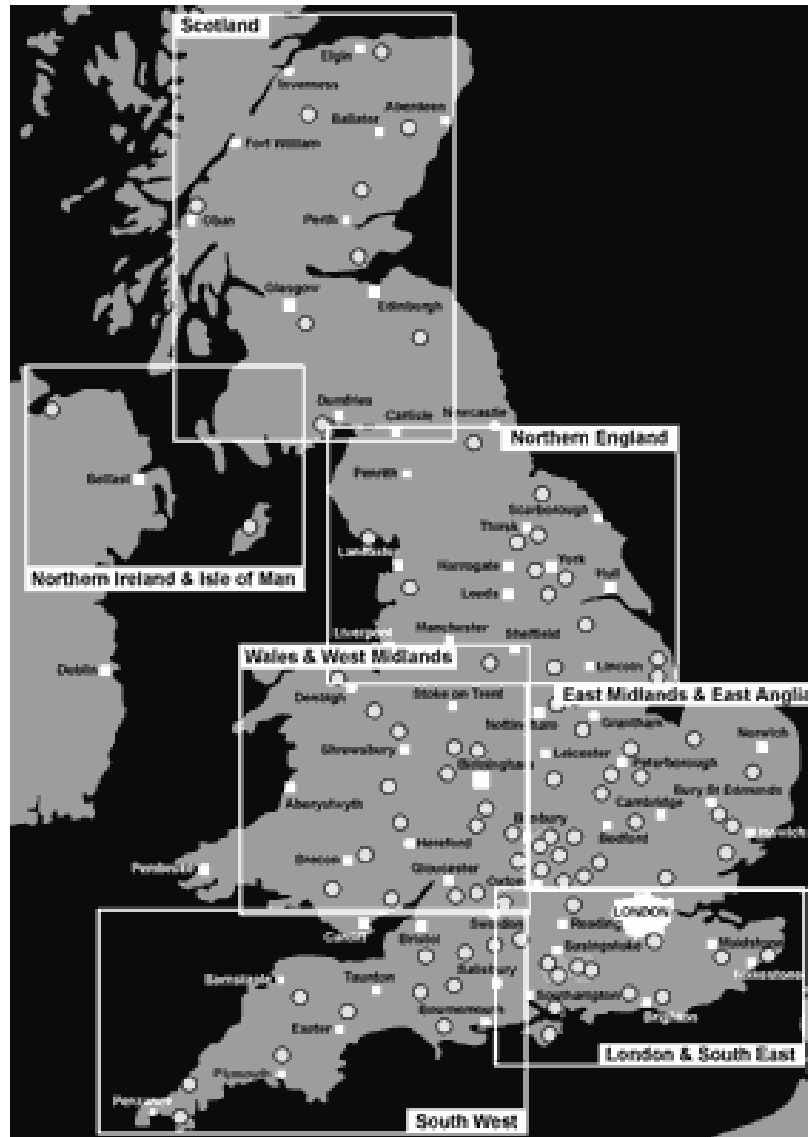 Scotland
Elgin
Inverness
Aberdeen
Ballater
Fort William
Oban
Perth
Glasgow
Edinburgh
Dumfries
Carlisle
Newcastle
Northern England
Penrith
Belfast
Scarborough
Thirsk
Lancaster
Harrogate
York
Northern Ireland & Isle of Man
Leeds
Hull
Liverpool
Manchester
Sheffield
Wales & West Midlands
Dublin
Lincoln
Denbigh
Stoke on Trent
East Midlands & East Anglia
Nottingham
Grantham
Norwich
Shrewsbury
Leicester
Peterborough
Birmingham
Aberystwyth
Bury St Edmunds
Cambridge
Banbury
Bedford
Ipswich
Hereford
Brecon
Pembroke
Gloucester
Oxford
LONDON
Cardiff
Bristol
Swindon
Reading
Basingstoke
Maidstone
Barnstaple
Taunton
Salisbury
Folkestone
Southampton
Bournemouth
Brighton
Exeter
Plymouth
London & South East
Penzance
South West